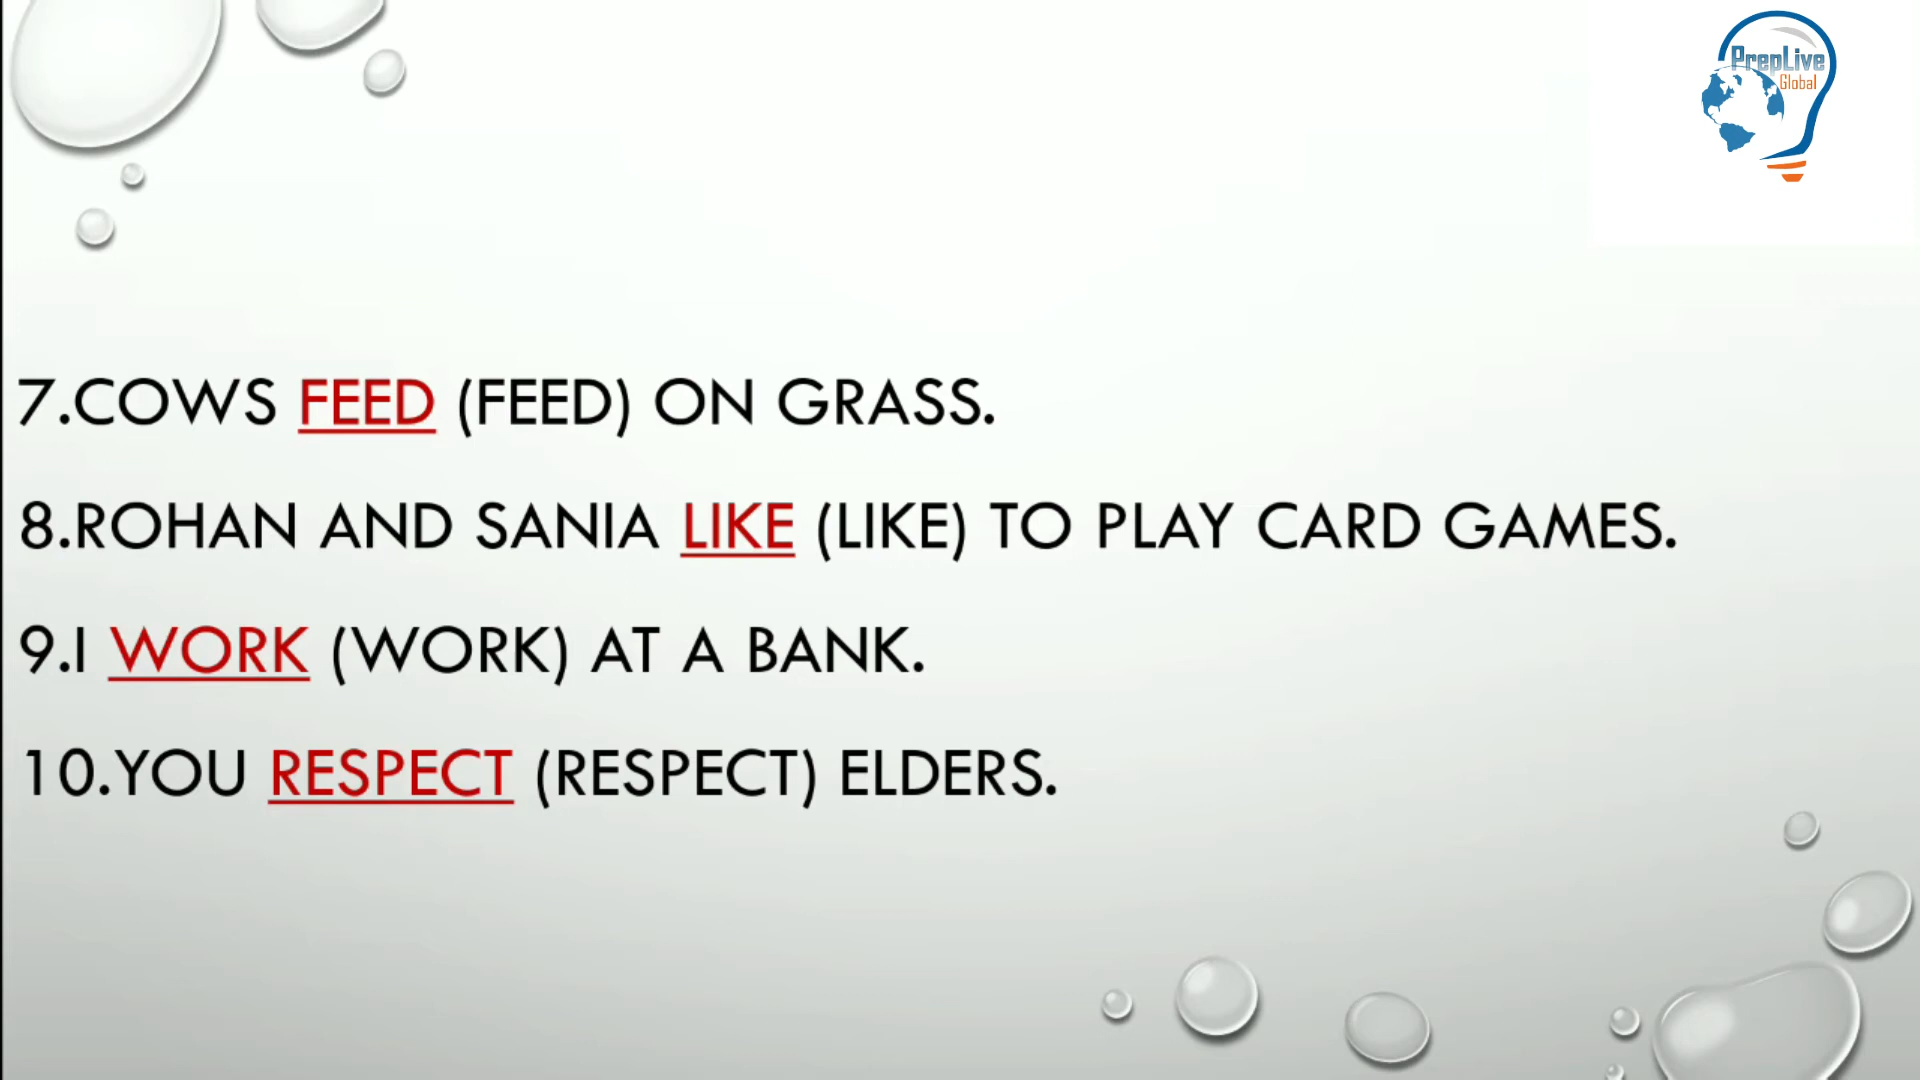 PrepLive
Global
7.COWS FEED (FEED) ON GRASS.
8.ROHAN AND SANIA LIKE (LIKE) TO PLAY CARD GAMES.
9.I WORK (WORK) AT A BANK.
10.YOU RESPECT (RESPECT) ELDERS.